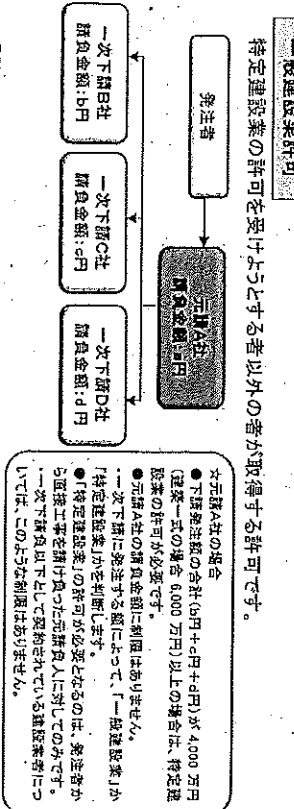 一般建設業許可
特定建設業の許可を受けようとする者以外の者が取得する許可です。
発注者
元請A社
請負金額:a円
一次下請B社
請負金額:b円
一次下請C社
請負金額:c円
一次下請D社
請負金額:d円
☆元請A社の場合
●下請発注額の合計(b円+c円+d円)が 4,000 万円
(建築一式の場合 6,000 万円)以上の場合は、特定建
設業の許可が必要です。
●元請A社の請負金額に制限はありません。
・一次下請に発注する額によって、「一般建設業」か
「特定建設業」かを判断します。
●「特定建設業」の許可が必要となるのは、発注者か
ら直接工事を請け負った元請負人に対してのみです。
・一次下請負以下として契約されている建設業者につ
いては、このような制限はありません。